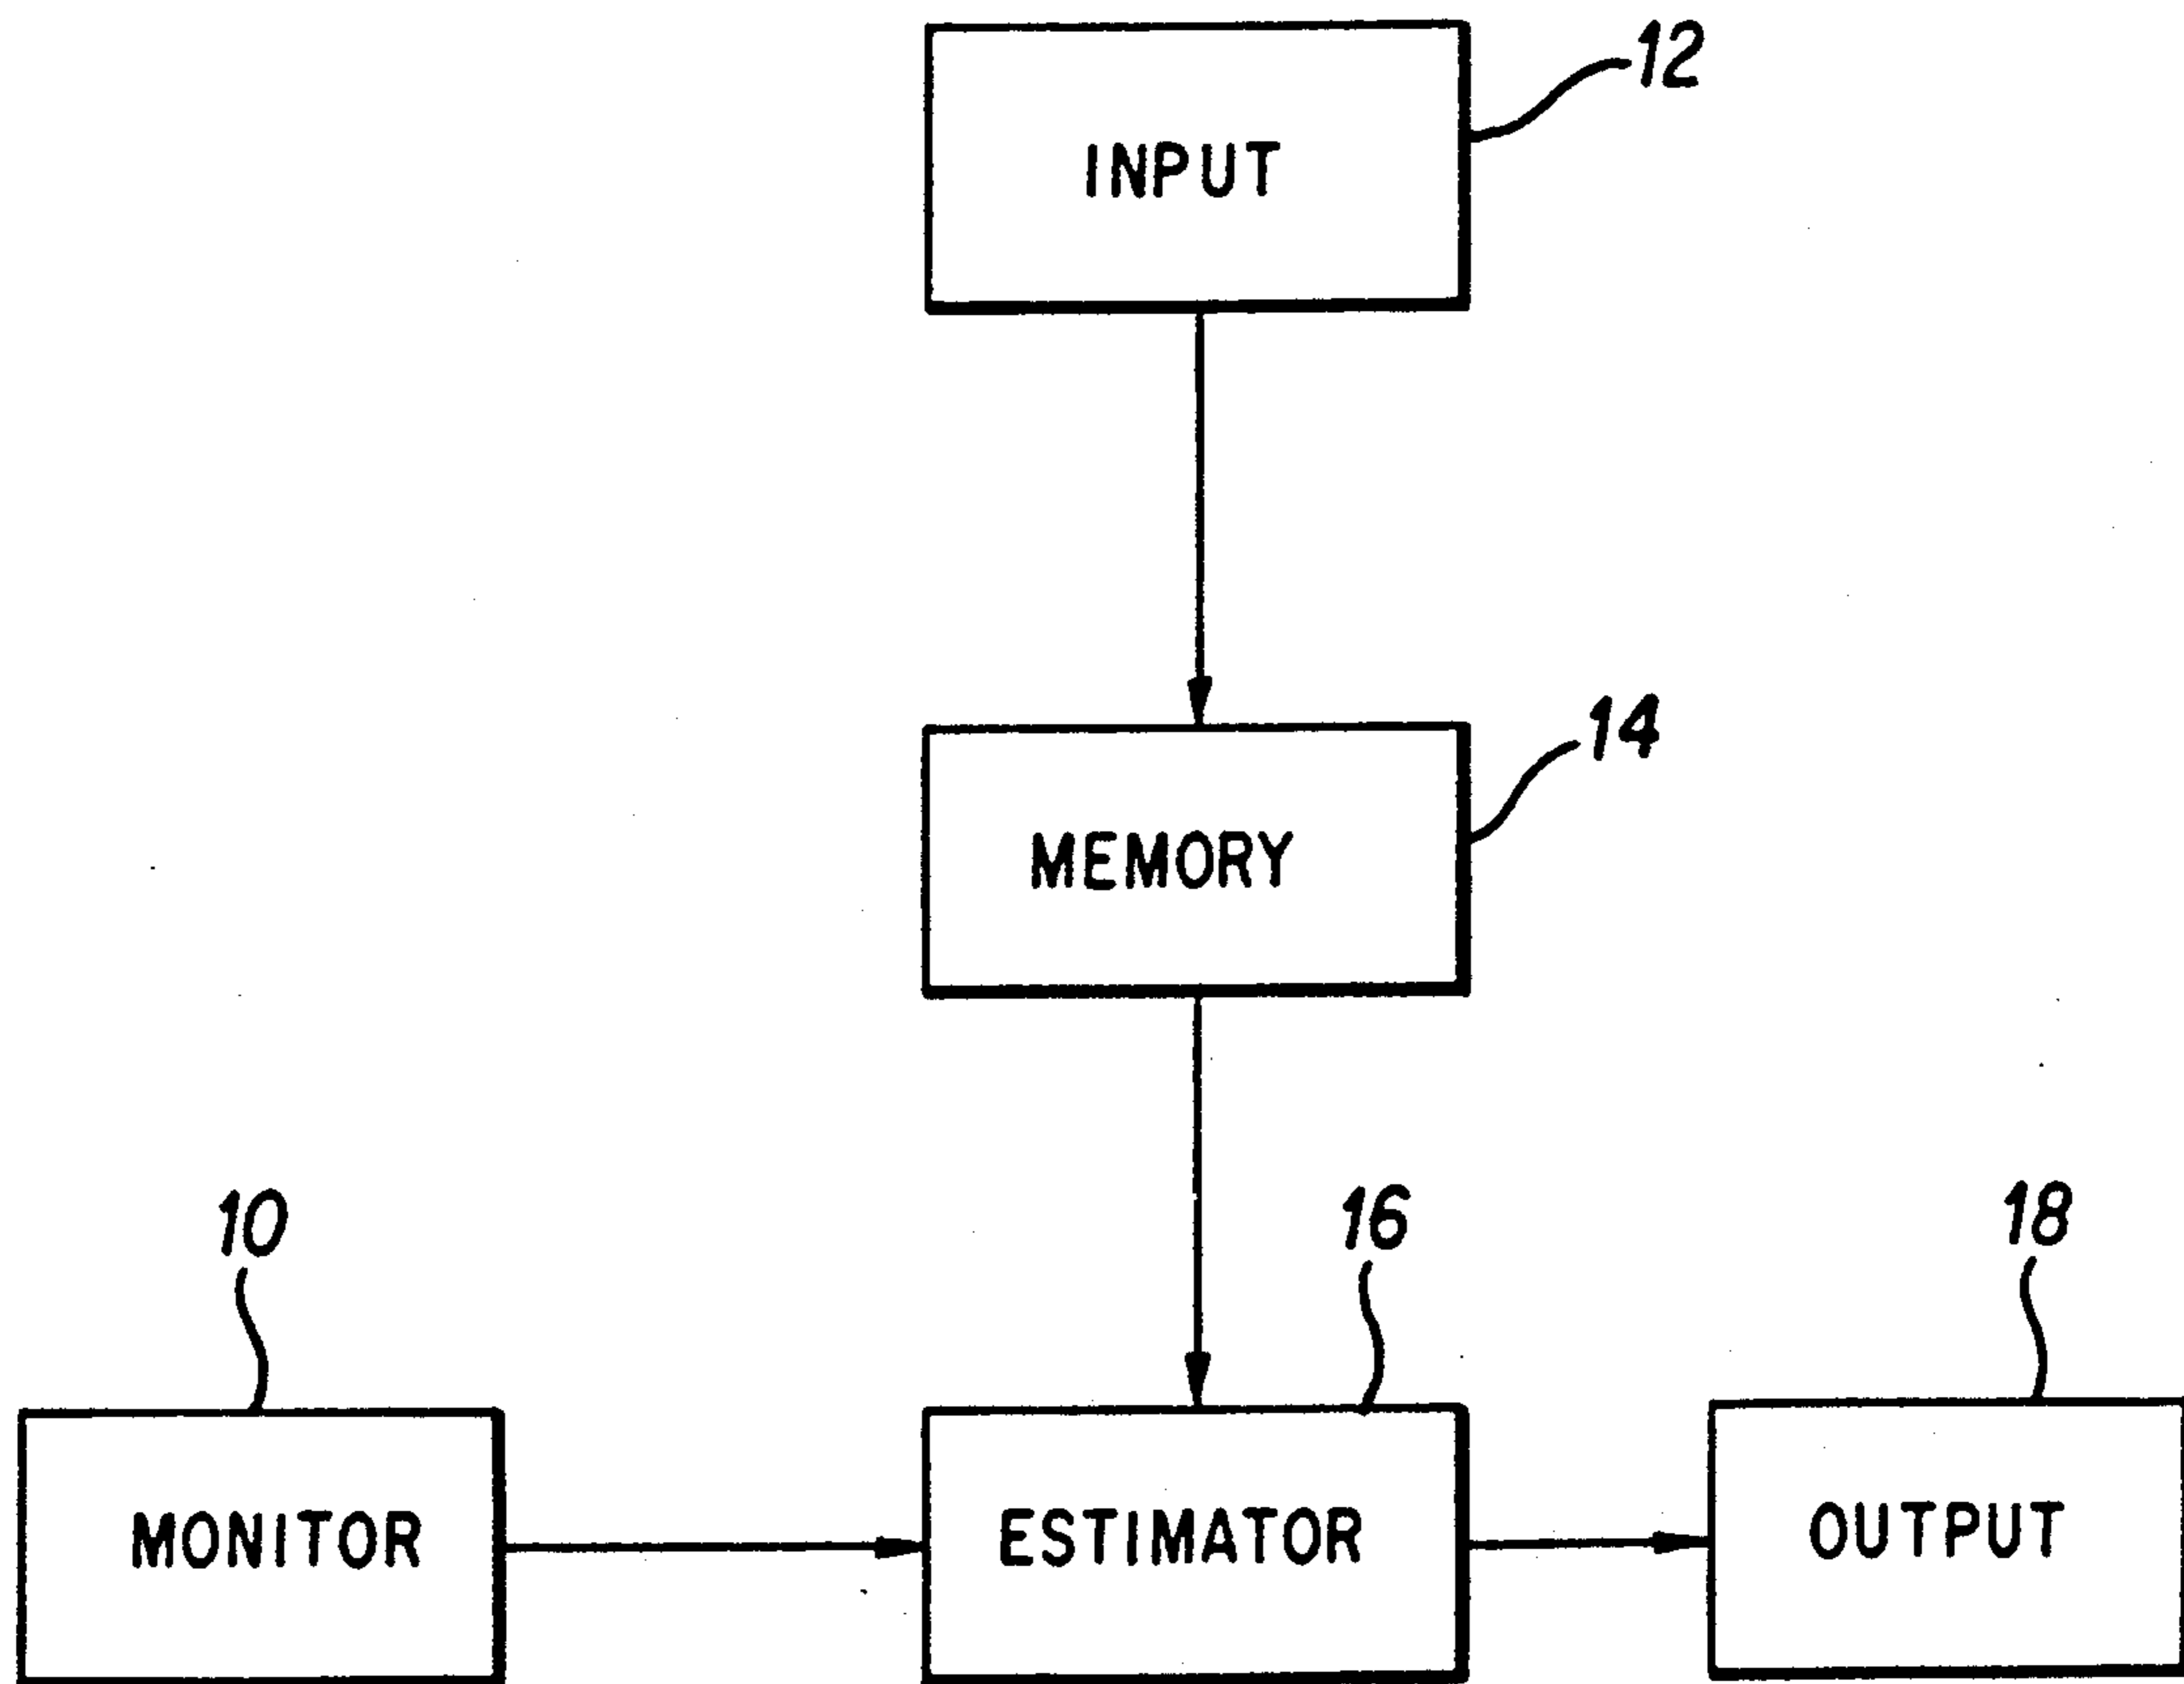 12
INPUT
14
MEMORY
10
16
18
MONITOR
ESTIMATOR
OUTPUT